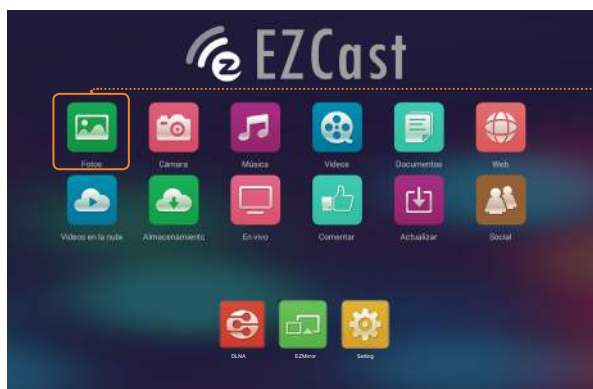 EZCast
Fotos Cámara Música Videos Documentos Web
Videos en la nube Almacenamiento En vivo Comentar Actualizar Social
DLNA EZMirror Setting